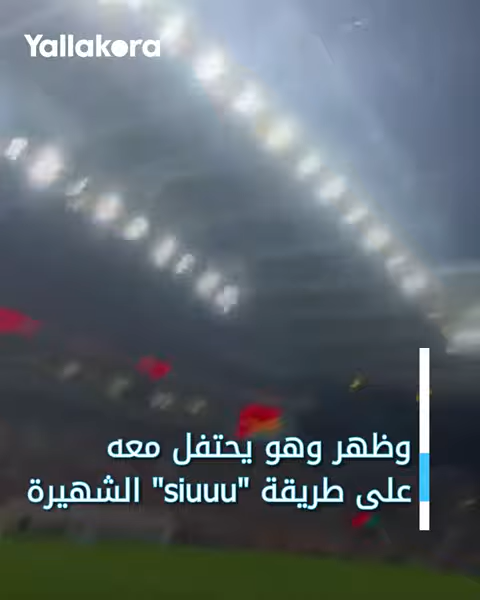 Yallakora
وظهر وهو يحتفل معه
على طريقة "siuuu" الشهيرة